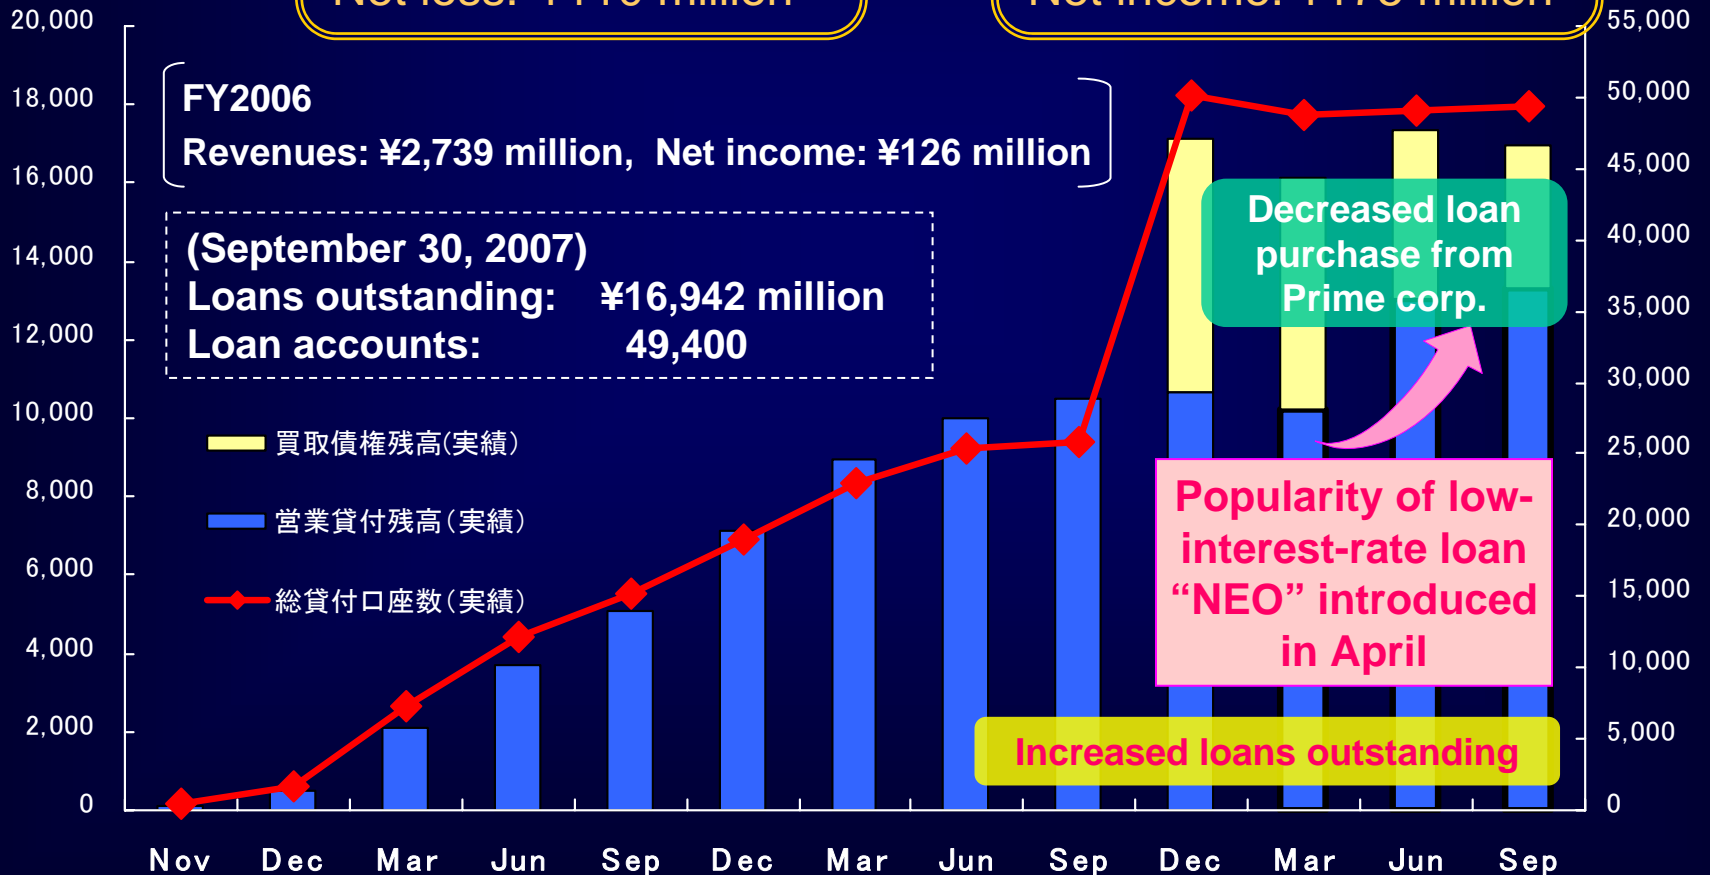 Net loss:
Net income:
million
FY2006
Revenues: ¥2,739 million, Net income: ¥126 million
(September 30, 2007)
Loans outstanding: ¥16,942 million
Loan accounts: 49,400
買取債権残高(実績)
営業貸付残高(実績)
総貸付口座数(実績)
Decreased loan
purchase from
Prime corp.
Popularity of low-
interest-rate loan
“NEO” introduced
in April
Increased loans outstanding
20,000
18,000
16,000
14,000
12,000
10,000
8,000
6,000
4,000
2,000
0
55,000
50,000
45,000
40,000
35,000
30,000
25,000
20,000
15,000
10,000
5,000
0
Nov Dec Mar Jun Sep Dec Mar Jun Sep Dec Mar Jun Sep